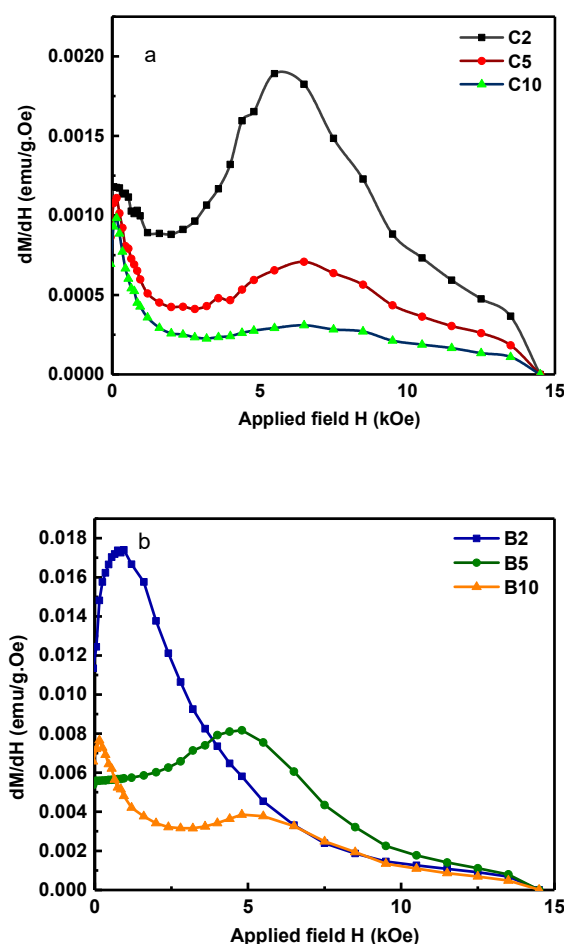 a
C2
C5
C10
dM/dH (emu/g.Oe)
0.0020
0.0015
0.0010
0.0005
0.0000
0
5
10
15
Applied field H (kOe)
b
B2
B5
B10
dM/dH (emu/g.Oe)
0.018
0.016
0.014
0.012
0.010
0.008
0.006
0.004
0.002
0.000
0
5
10
15
Applied field H (kOe)